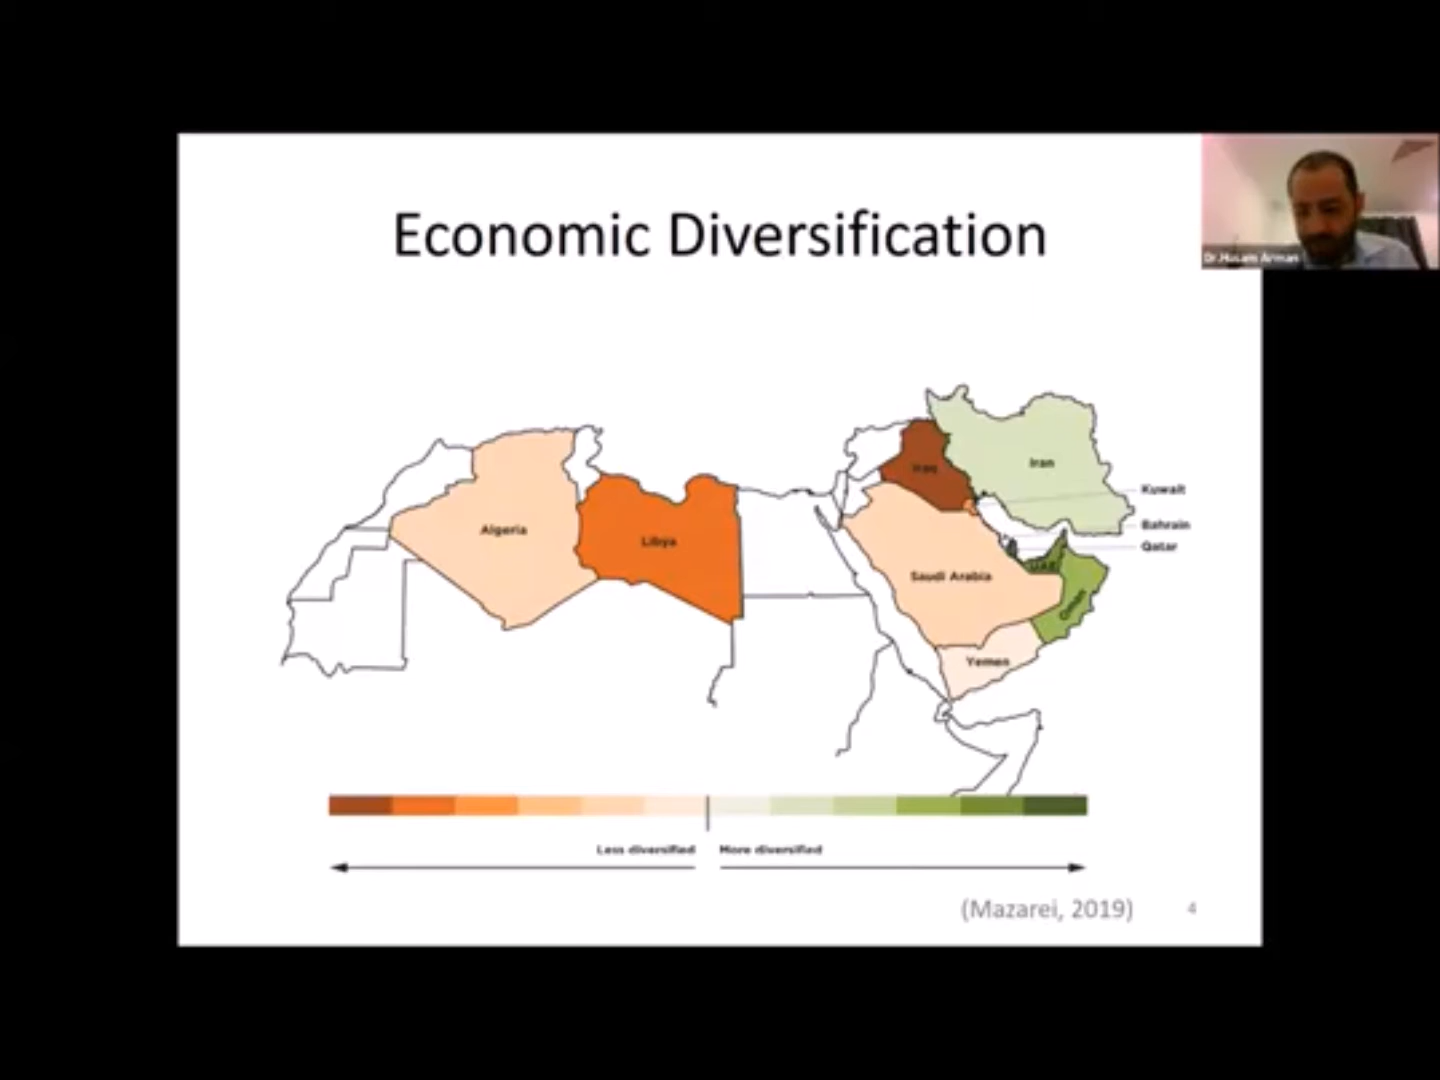 Economic Diversification
Dr.Husam Arman
Iraq
Iran
Kuwait
Bahrain
Qatar
Algeria
Libya
UAE
Saudi Arabia
Oman
Yemen
Less diversified
More diversified
(Mazarei, 2019)
4